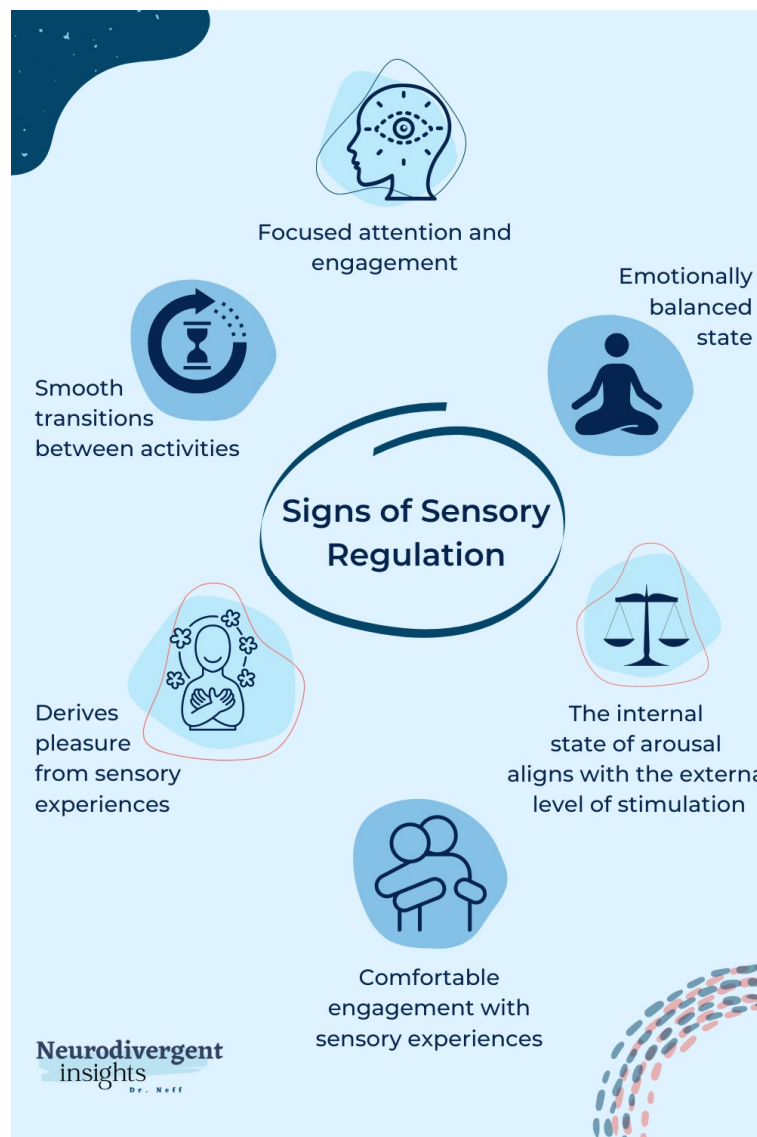 Focused attention and
engagement
Emotionally
balanced
state
Smooth
transitions
between activities
Signs of Sensory
Regulation
Derives
pleasure
from sensory
experiences
The internal
state of arousal
aligns with the externa
level of stimulation
Comfortable
engagement with
sensory experiences
Neurodivergent
insights
Dr. Neff